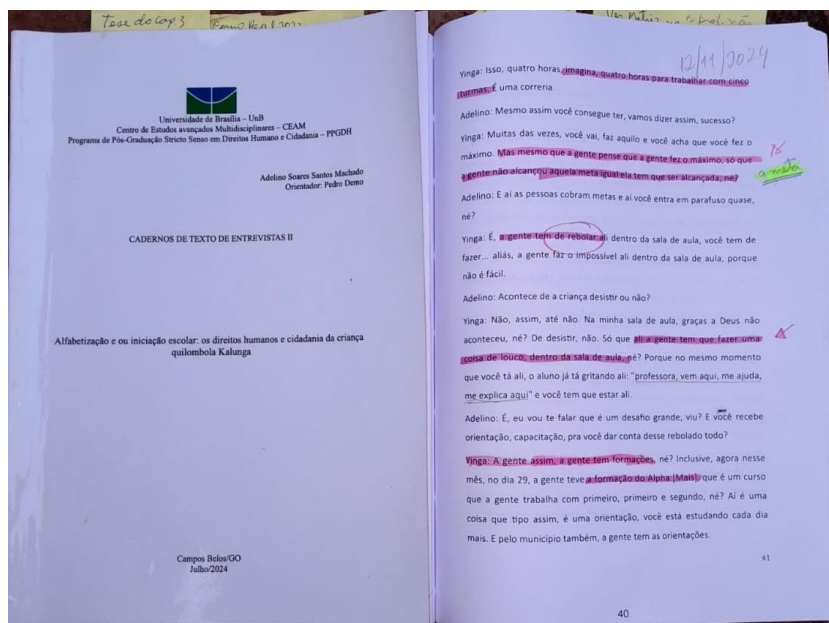 Tese do Cap 3
Universidade de Brasília – UnB
Centro de Estudos avançados Multidisciplinares – CEAM
Programa de Pós-Graduação Stricto Senso em Direitos Humano e Cidadania – PPGDH
Adelino Soares Santos Machado
Orientador: Pedro Demo
CADERNOS DE TEXTO DE ENTREVISTAS II
Alfabetização e ou iniciação escolar: os direitos humanos e cidadania da criança
quilombola Kalunga
Campos Belos/GO
Julho/2024
12/11/2024
Yinga: Isso, quatro horas, imagina, quatro horas para trabalhar com cinco
turmas. É uma correria.
Adelino: Mesmo assim você consegue ter, vamos dizer assim, sucesso?
Yinga: Muitas das vezes, você vai, faz aquilo e você acha que você fez o
máximo. Mas mesmo que a gente pense que a gente fez o máximo, só que
a gente não alcançou aquela meta igual ela tem que ser alcançada, né?
a meta
Adelino: E aí as pessoas cobram metas e aí você entra em parafuso quase,
né?
Yinga: É, a gente tem de rebolar ali dentro da sala de aula, você tem de
fazer... aliás, a gente faz o impossível ali dentro da sala de aula, porque
não é fácil.
Adelino: Acontece de a criança desistir ou não?
Yinga: Não, assim, até não. Na minha sala de aula, graças a Deus não
aconteceu, né? De desistir, não. Só que ali a gente tem que fazer uma
coisa de louco, dentro da sala de aula, né? Porque no mesmo momento
que você tá ali, o aluno já tá gritando ali: "professora, vem aqui, me ajuda,
me explica aqui" e você tem que estar ali.
Adelino: É, eu vou te falar que é um desafio grande, viu? E você recebe
orientação, capacitação, pra você dar conta desse rebolado todo?
Yinga: A gente assim, a gente tem formações, né? Inclusive, agora nesse
mês, no dia 29, a gente teve a formação do Alpha [Mais], que é um curso
que a gente trabalha com primeiro, primeiro e segundo, né? Aí é uma
coisa que tipo assim, é uma orientação, você está estudando cada dia
mais. E pelo município também, a gente tem as orientações.
41
40